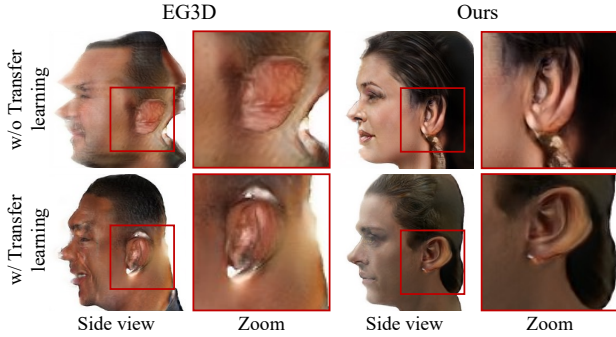 EG3D
Ours
w/o Transfer
learning
w/ Transfer
learning
Side view
Zoom
Side view
Zoom